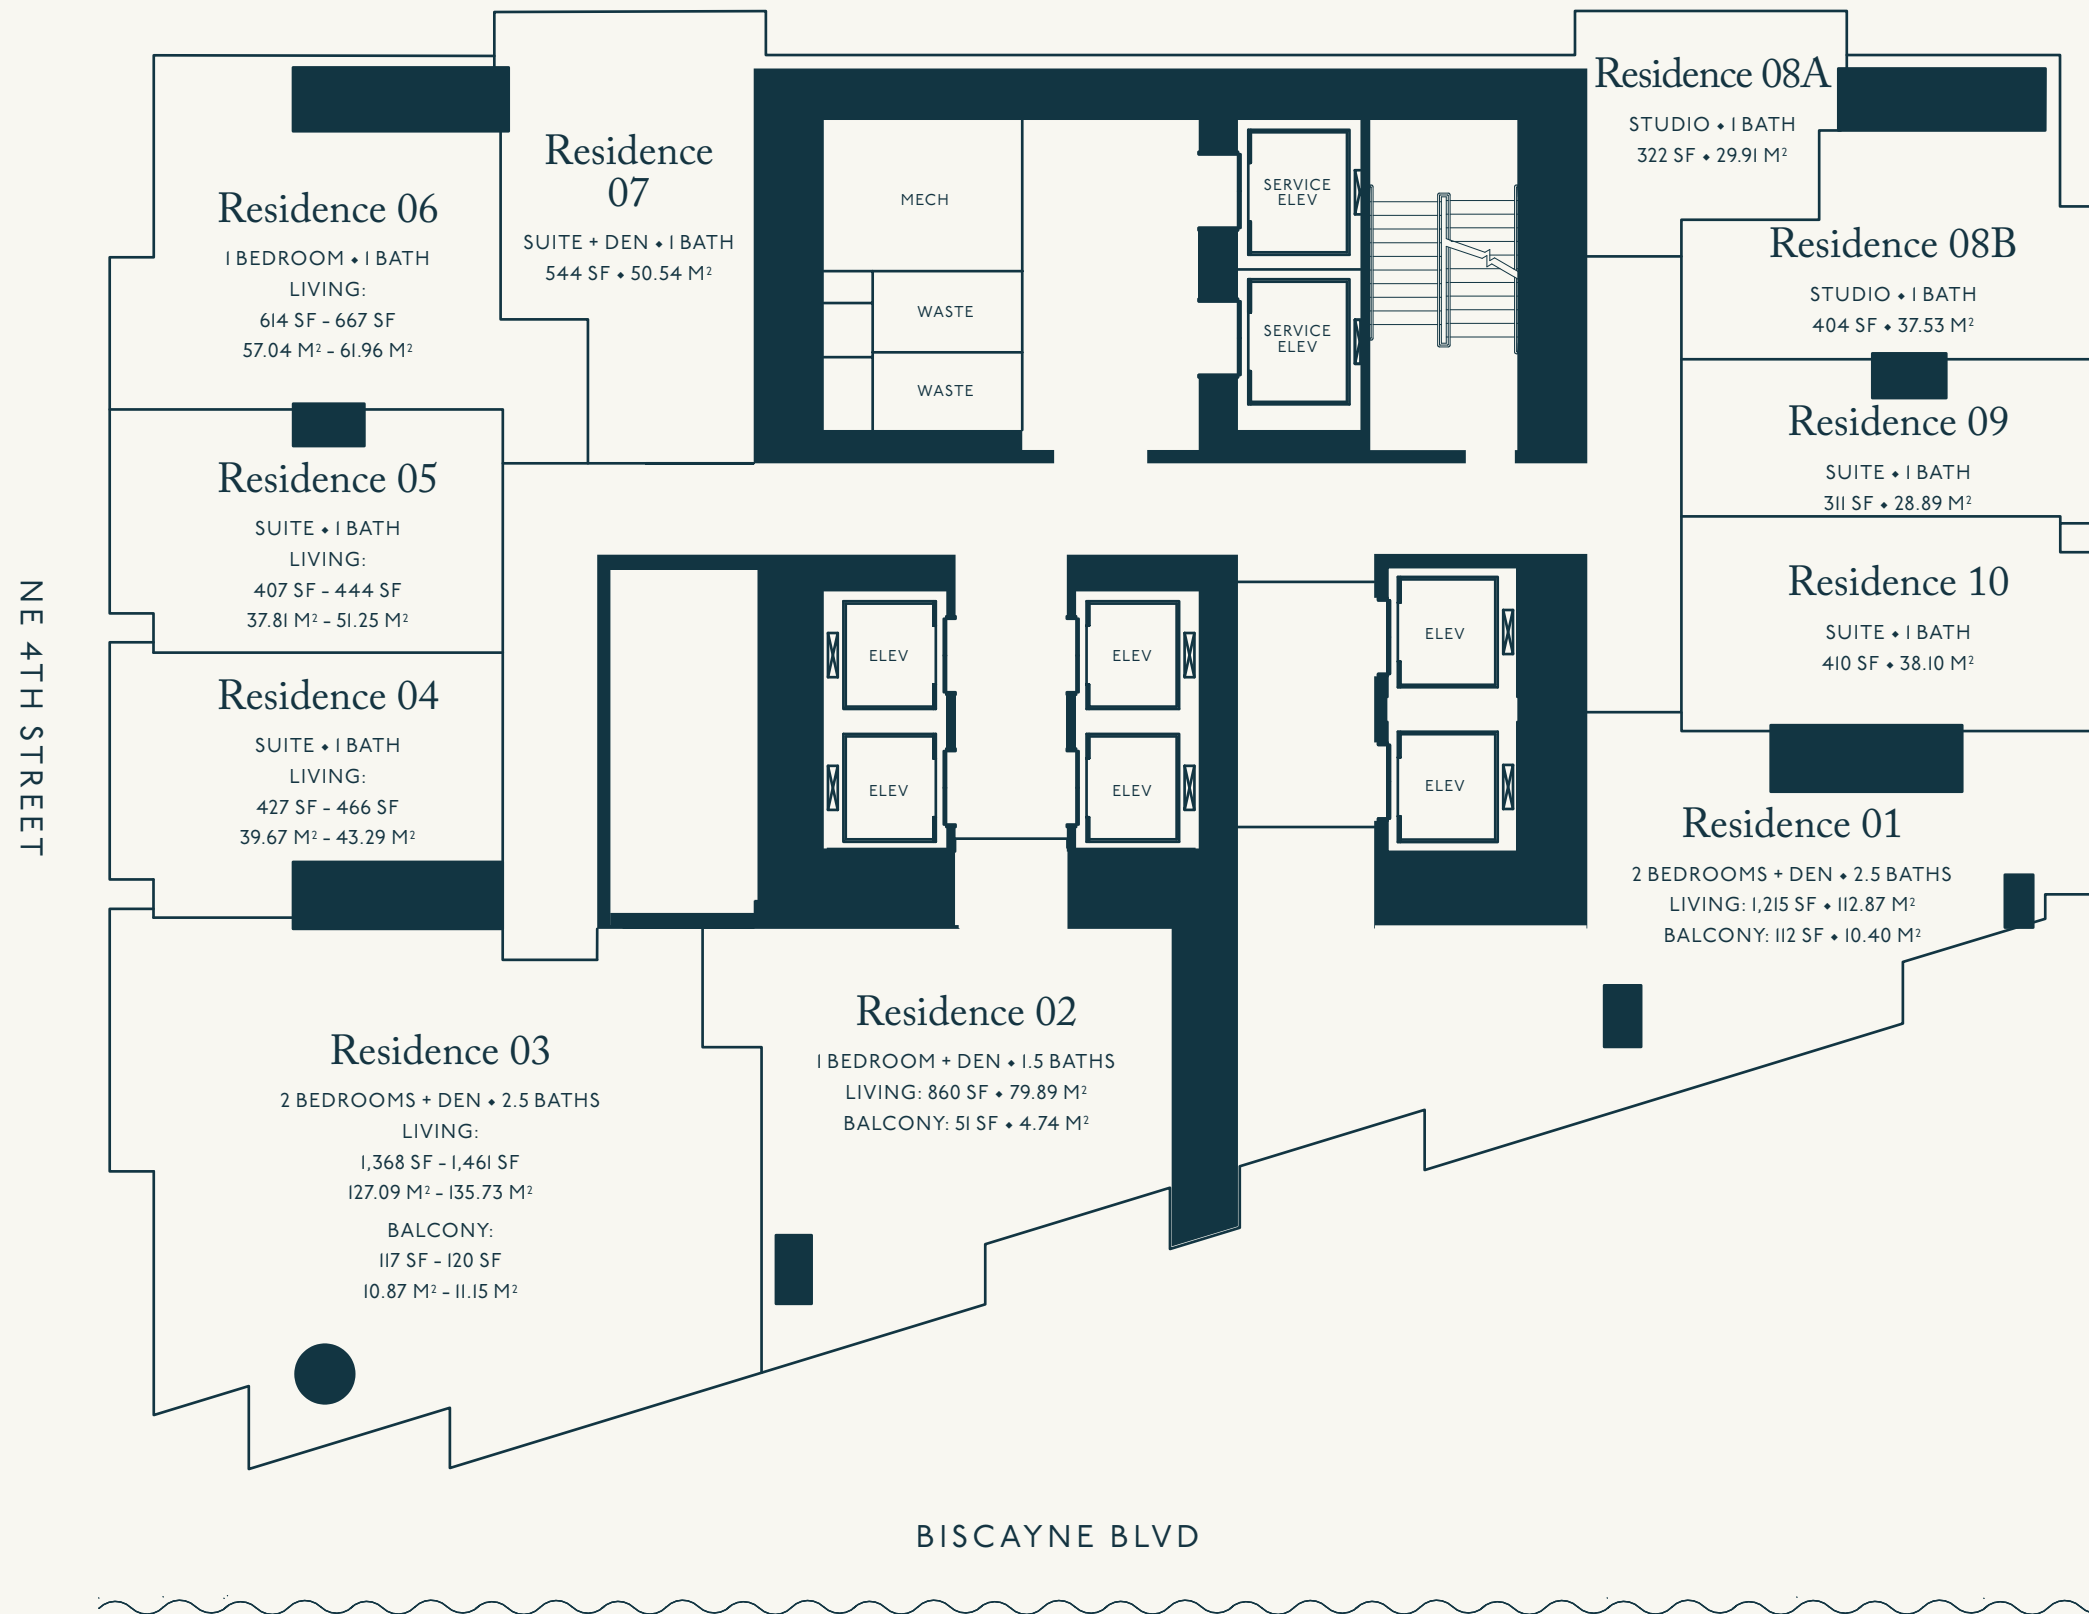 Residence 06
1 BEDROOM ⬥ 1 BATH
LIVING:
614 SF - 667 SF
57.04 M² - 61.96 M²
Residence
07
SUITE + DEN ⬥ 1 BATH
544 SF ⬥ 50.54 M²
MECH
WASTE
WASTE
SERVICE
ELEV
SERVICE
ELEV
Residence 08A
STUDIO ⬥ 1 BATH
322 SF ⬥ 29.91 M²
Residence 08B
STUDIO ⬥ 1 BATH
404 SF ⬥ 37.53 M²
Residence 09
SUITE ⬥ 1 BATH
311 SF ⬥ 28.89 M²
Residence 10
SUITE ⬥ 1 BATH
410 SF ⬥ 38.10 M²
Residence 05
SUITE ⬥ 1 BATH
LIVING:
407 SF - 444 SF
37.81 M² - 51.25 M²
Residence 04
SUITE ⬥ 1 BATH
LIVING:
427 SF - 466 SF
39.67 M² - 43.29 M²
NE 4TH STREET
ELEV
ELEV
ELEV
ELEV
ELEV
ELEV
Residence 01
2 BEDROOMS + DEN ⬥ 2.5 BATHS
LIVING: 1,215 SF ⬥ 112.87 M²
BALCONY: 112 SF ⬥ 10.40 M²
Residence 02
1 BEDROOM + DEN ⬥ 1.5 BATHS
LIVING: 860 SF ⬥ 79.89 M²
BALCONY: 51 SF ⬥ 4.74 M²
Residence 03
2 BEDROOMS + DEN ⬥ 2.5 BATHS
LIVING:
1,368 SF - 1,461 SF
127.09 M² - 135.73 M²
BALCONY:
117 SF - 120 SF
10.87 M² - 11.15 M²
BISCAYNE BLVD